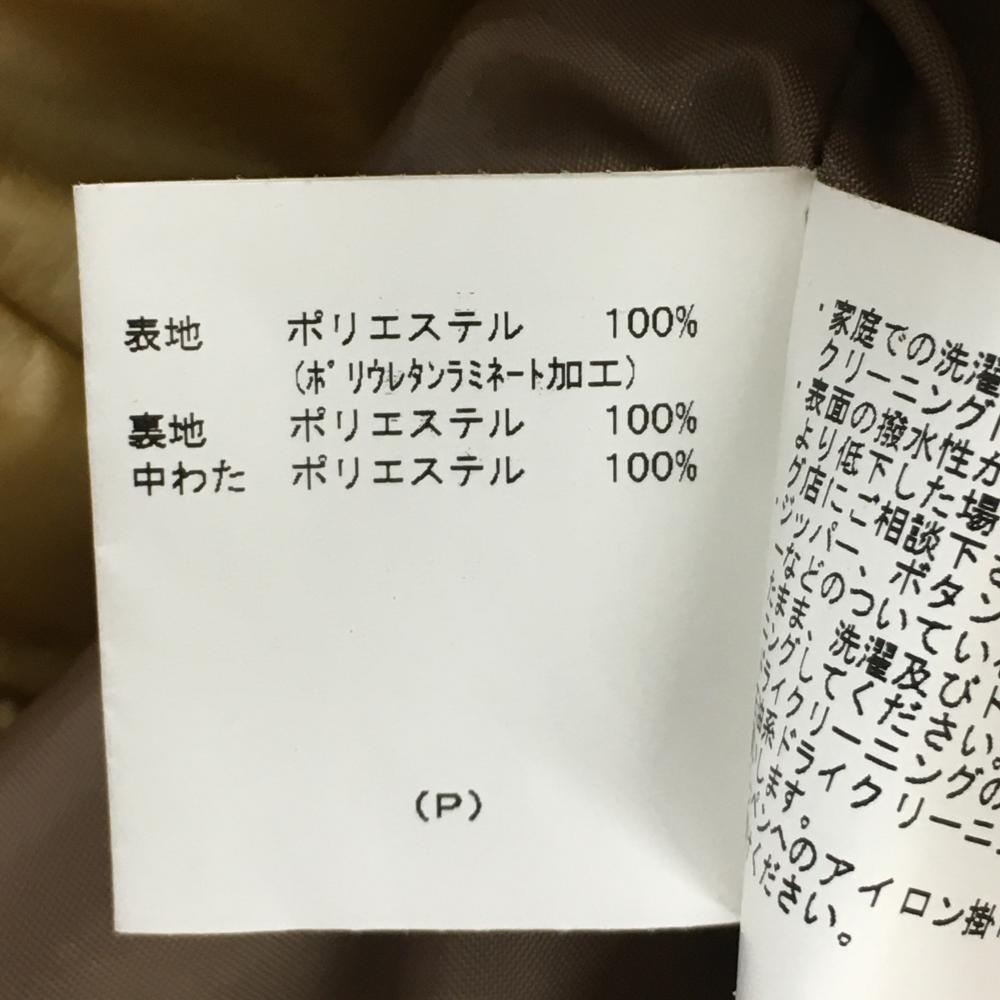 表地 ポリエステル 100%
(ポリウレタンラミネート加工)
裏地 ポリエステル 100%
中わた ポリエステル 100%
(P)
・家庭での洗濯
クリーニング
・表面の撥水性が
より低下した場
グ店にご相談下さ
・ジッパー、ボタン
などのついてい
まま、洗濯及びド
ングしてください。
ライクリーニングの
系ドライクリーニ
します。
へのアイロン掛
ください。